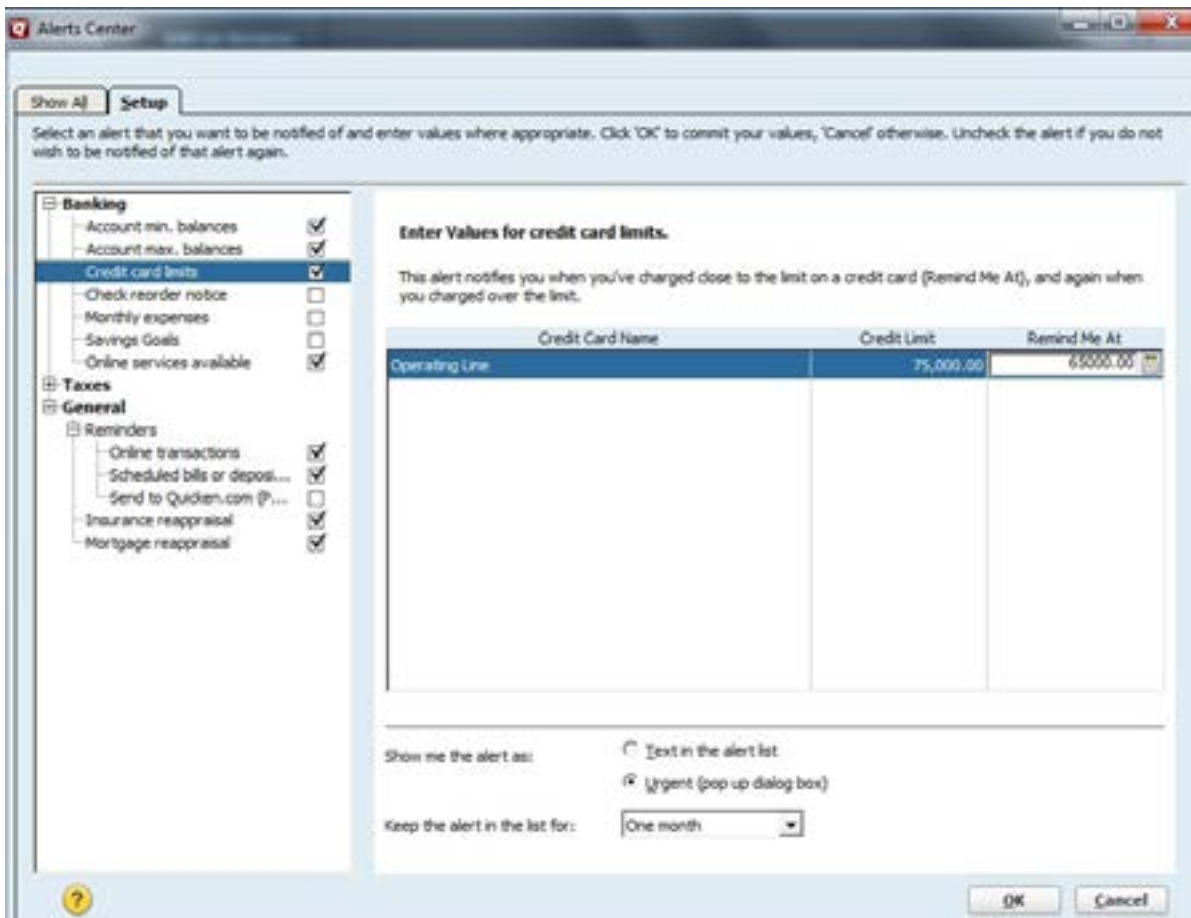 Alerts Center
Show All
Setup
Select an alert that you want to be notified of and enter values where appropriate. Click 'OK' to commit your values, 'Cancel' otherwise. Uncheck the alert if you do not
wish to be notified of that alert again.
Banking
Account min. balances
Account max. balances
Credit card limits
Check reorder notice
Monthly expenses
Savings Goals
Online services available
Taxes
General
Reminders
Online transactions
Scheduled bills or deposi...
Send to Quicken.com (P...
Insurance reappraisal
Mortgage reappraisal
Enter Values for credit card limits.
This alert notifies you when you've charged close to the limit on a credit card (Remind Me At), and again when
you charged over the limit.
Credit Card Name Credit Limit Remind Me At
Operating Line 75,000.00 65000.00
Show me the alert as:
Text in the alert list
Urgent (pop up dialog box)
Keep the alert in the list for: One month
?
OK Cancel